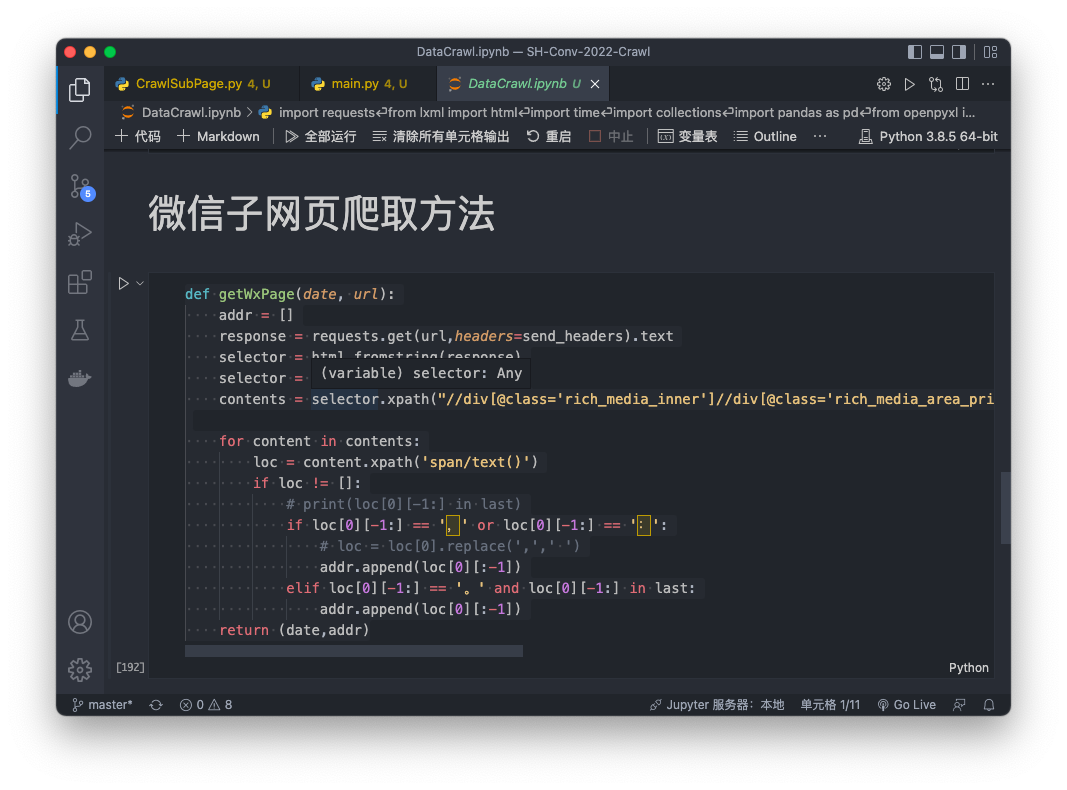 DataCrawl.ipynb — SH-Conv-2022-Crawl
CrawlSubPage.py 4, U
main.py 4, U
DataCrawl.ipynb U
DataCrawl.ipynb > import requests↵from lxml import html↵import time↵import collections↵import pandas as pd↵from openpyxl i...
代码
Markdown
全部运行
清除所有单元格输出
重启
中止
变量表
Outline
Python 3.8.5 64-bit
5
微信子网页爬取方法
def getWxPage(date, url):
addr = []
response = requests.get(url,headers=send_headers).text
selector = html.fromstring(response)
selector =
(variable) selector: Any
contents = selector.xpath("//div[@class='rich_media_inner']//div[@class='rich_media_area_pri
for content in contents:
loc = content.xpath('span/text()')
if loc != []:
# print(loc[0][-1:] in last)
if loc[0][-1:] == '，' or loc[0][-1:] == '：':
# loc = loc[0].replace(',',' ')
addr.append(loc[0][:-1])
elif loc[0][-1:] == '。' and loc[0][-1:] in last:
addr.append(loc[0][:-1])
return (date,addr)
[192]
Python
master*
0
8
Jupyter 服务器: 本地
单元格 1/11
Go Live